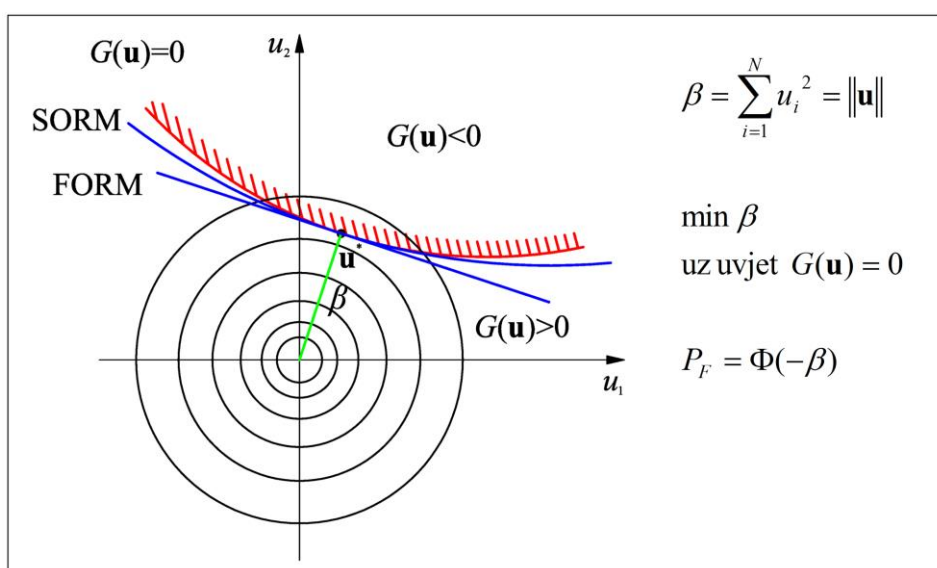 G(u)=0
u₂
SORM
FORM
G(u)<0
u*
β
G(u)>0
u₁
β = ∑_{i=1}^{N} u_i² = ‖u‖
min β
uz uvjet G(u) = 0
P_F = Φ(−β)